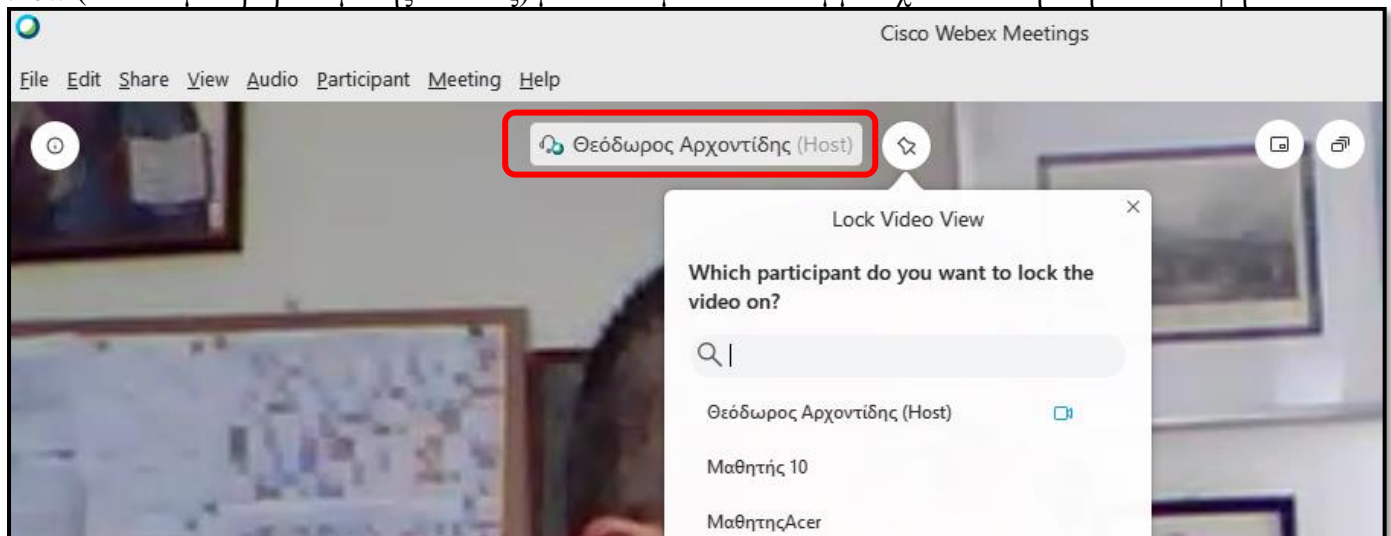 Cisco Webex Meetings
File Edit Share View Audio Participant Meeting Help
Θεόδωρος Αρχοντίδης (Host)
Lock Video View
Which participant do you want to lock the
video on?
Θεόδωρος Αρχοντίδης (Host)
Μαθητής 10
ΜαθητηςAcer